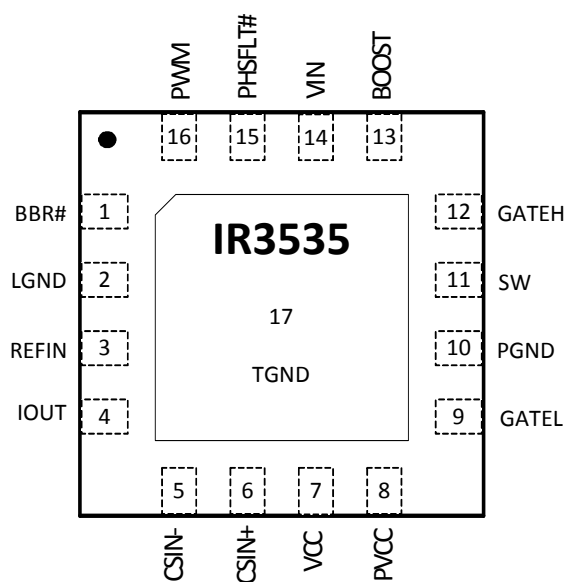 PWM
PHSFLT#
VIN
BOOST
16
15
14
13
BBR#
1
12
GATEH
IR3535
LGND
2
11
SW
17
REFIN
3
10
PGND
TGND
IOUT
4
9
GATEL
5
6
7
8
CSIN-
CSIN+
VCC
PVCC